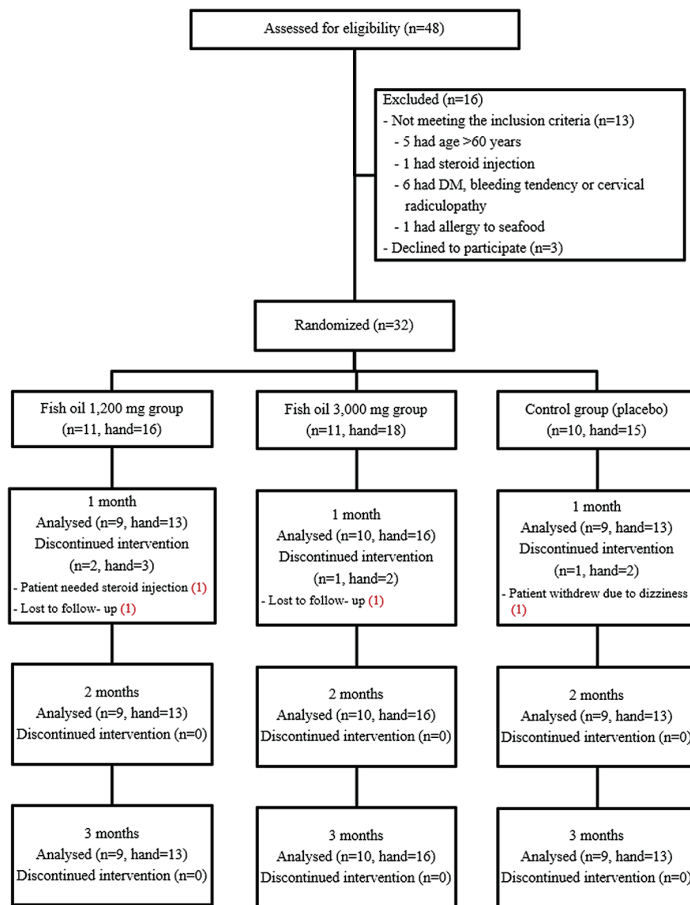 Assessed for eligibility (n=48)
Excluded (n=16)
- Not meeting the inclusion criteria (n=13)
- 5 had age >60 years
- 1 had steroid injection
- 6 had DM, bleeding tendency or cervical
radiculopathy
- 1 had allergy to seafood
- Declined to participate (n=3)
Randomized (n=32)
Fish oil 1,200 mg group
(n=11, hand=16)
Fish oil 3,000 mg group
(n=11, hand=18)
Control group (placebo)
(n=10, hand=15)
1 month
Analysed (n=9, hand=13)
Discontinued intervention
(n=2, hand=3)
- Patient needed steroid injection (1)
- Lost to follow- up (1)
1 month
Analysed (n=10, hand=16)
Discontinued intervention
(n=1, hand=2)
- Lost to follow- up (1)
1 month
Analysed (n=9, hand=13)
Discontinued intervention
(n=1, hand=2)
- Patient withdrew due to dizziness
(1)
2 months
Analysed (n=9, hand=13)
Discontinued intervention (n=0)
2 months
Analysed (n=10, hand=16)
Discontinued intervention (n=0)
2 months
Analysed (n=9, hand=13)
Discontinued intervention (n=0)
3 months
Analysed (n=9, hand=13)
Discontinued intervention (n=0)
3 months
Analysed (n=10, hand=16)
Discontinued intervention (n=0)
3 months
Analysed (n=9, hand=13)
Discontinued intervention (n=0)